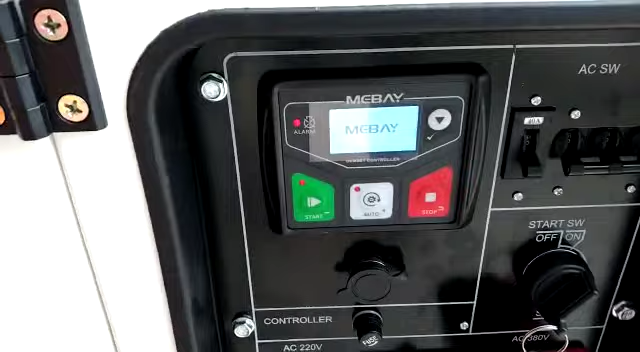 AC SW
MEBAY
ALARM
MEBAY
GENSET CONTROLLER
START
AUTO
STOP
START SW
OFF
ON
CONTROLLER
FUSE
AC 220V
AC 380V